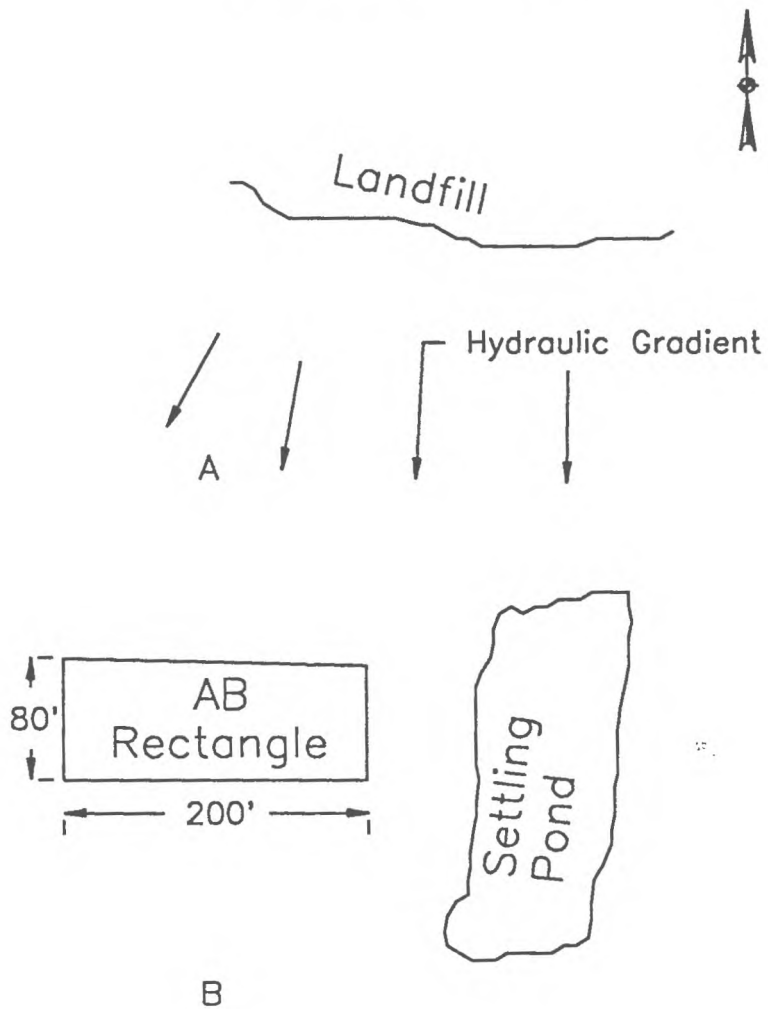 Landfill
Hydraulic Gradient
A
AB
Rectangle
80'
200'
Settling
Pond
B